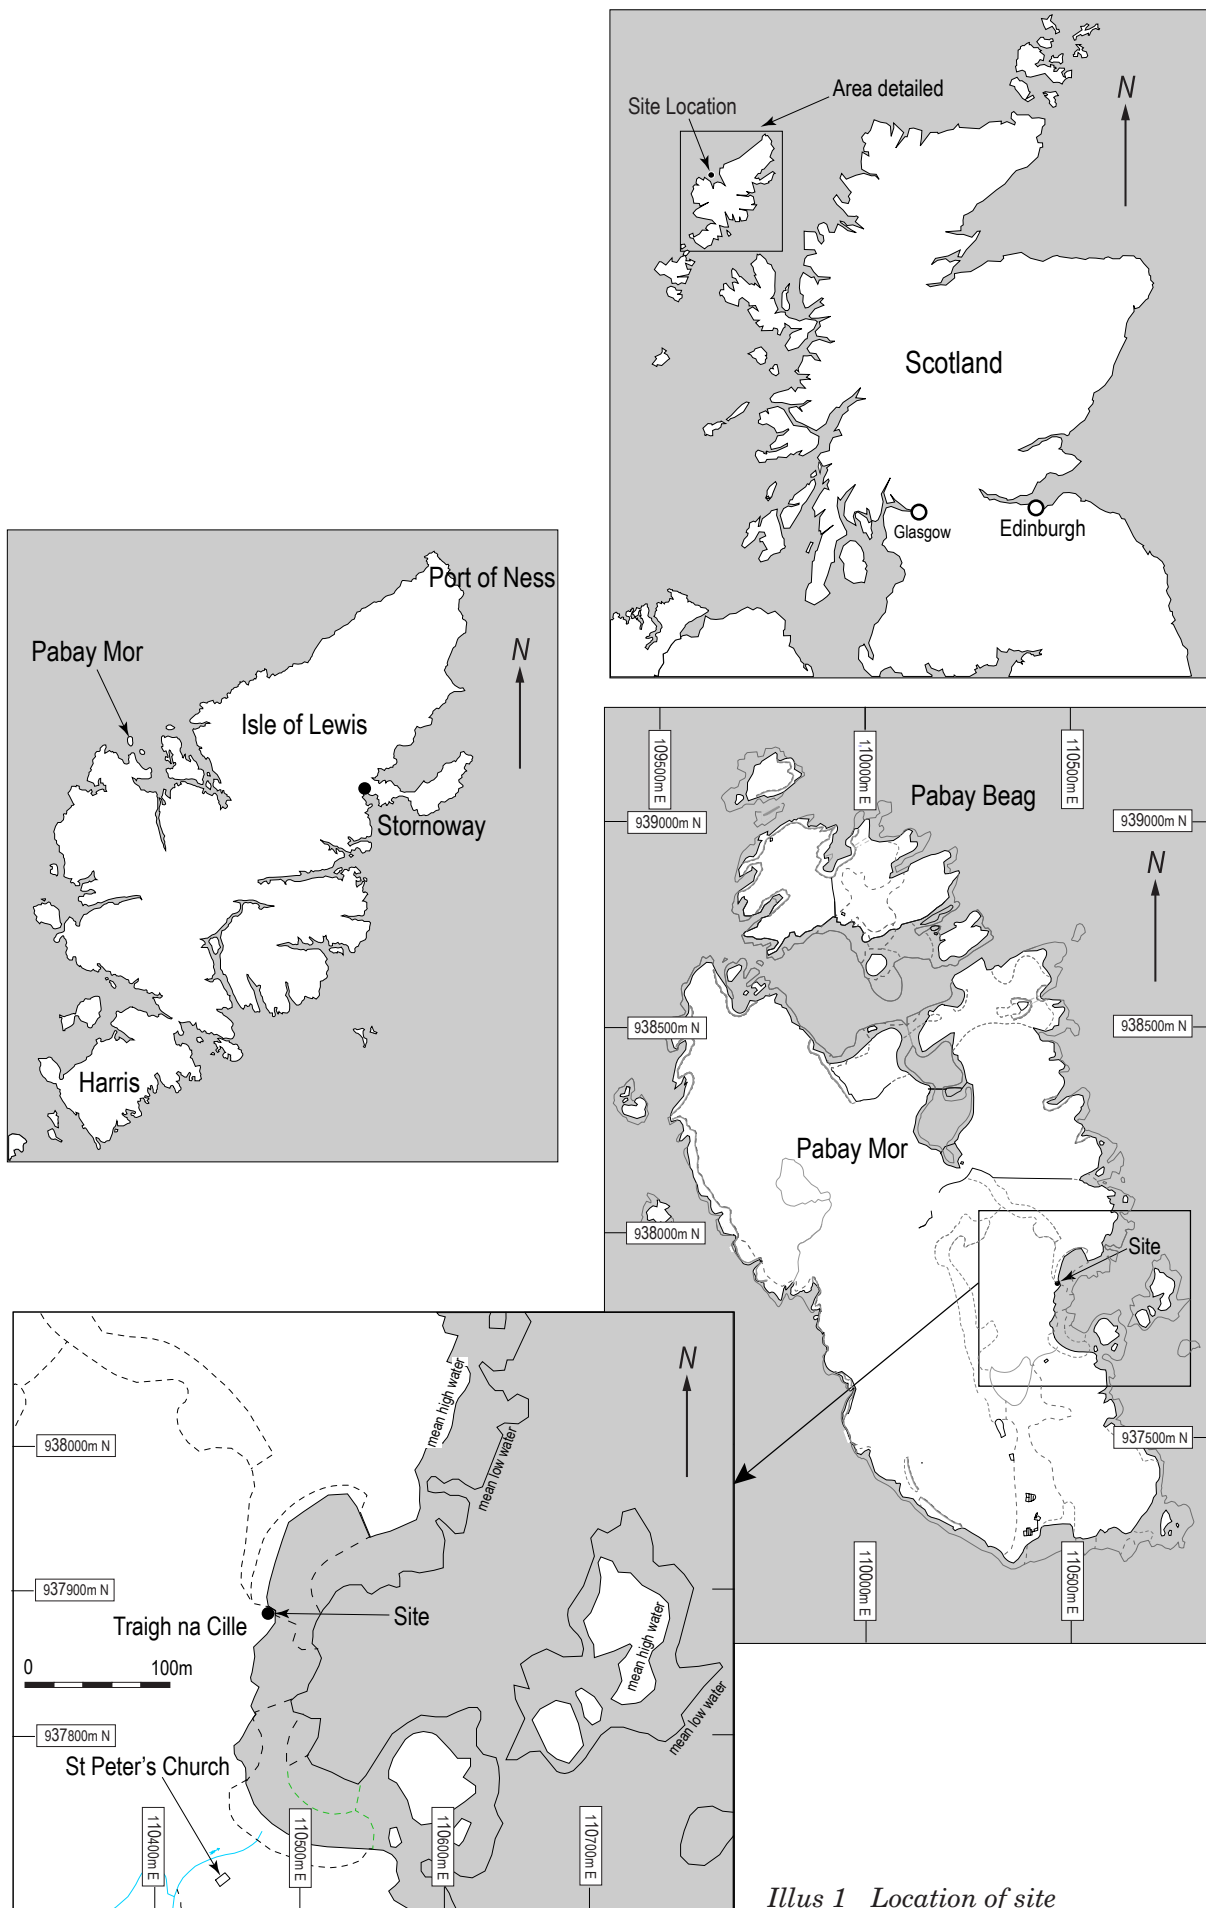 Area detailed
Site Location
N
Scotland
Glasgow
Edinburgh
Port of Ness
Pabay Mor
N
Isle of Lewis
Stornoway
Harris
109500m E
110000m E
110500m E
Pabay Beag
939000m N
939000m N
N
938500m N
938500m N
Pabay Mor
938000m N
Site
937500m N
110000m E
110500m E
mean high water
mean low water
N
938000m N
937900m N
Traigh na Cille
Site
0 100m
mean high water
mean low water
937800m N
St Peter's Church
110400m E
110500m E
110600m E
110700m E
Illus 1 Location of site